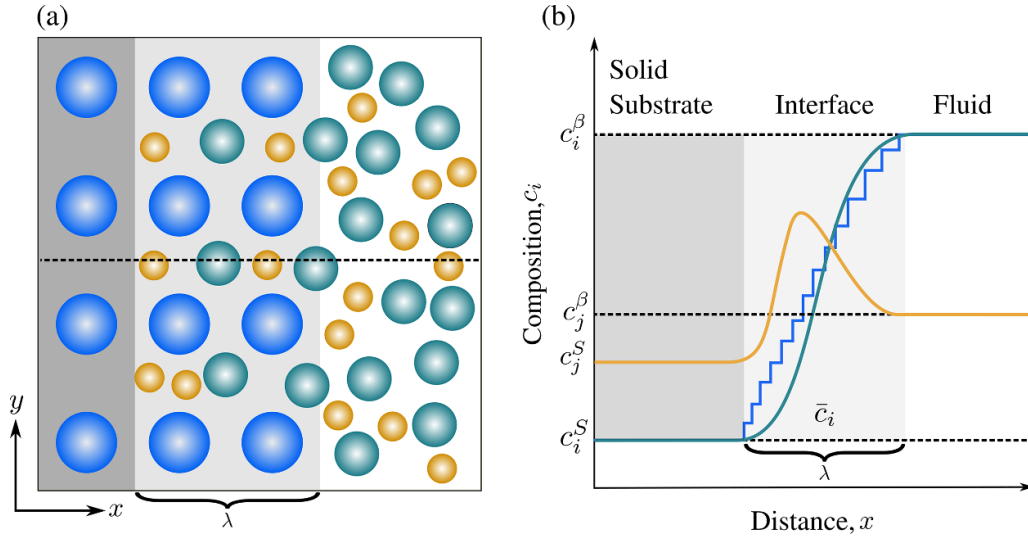 (a)
y
x
λ
(b)
Solid
Substrate
Interface
Fluid
Composition, c_i
c_i^β
c_j^β
c_j^S
c_i^S
c̄_i
λ
Distance, x